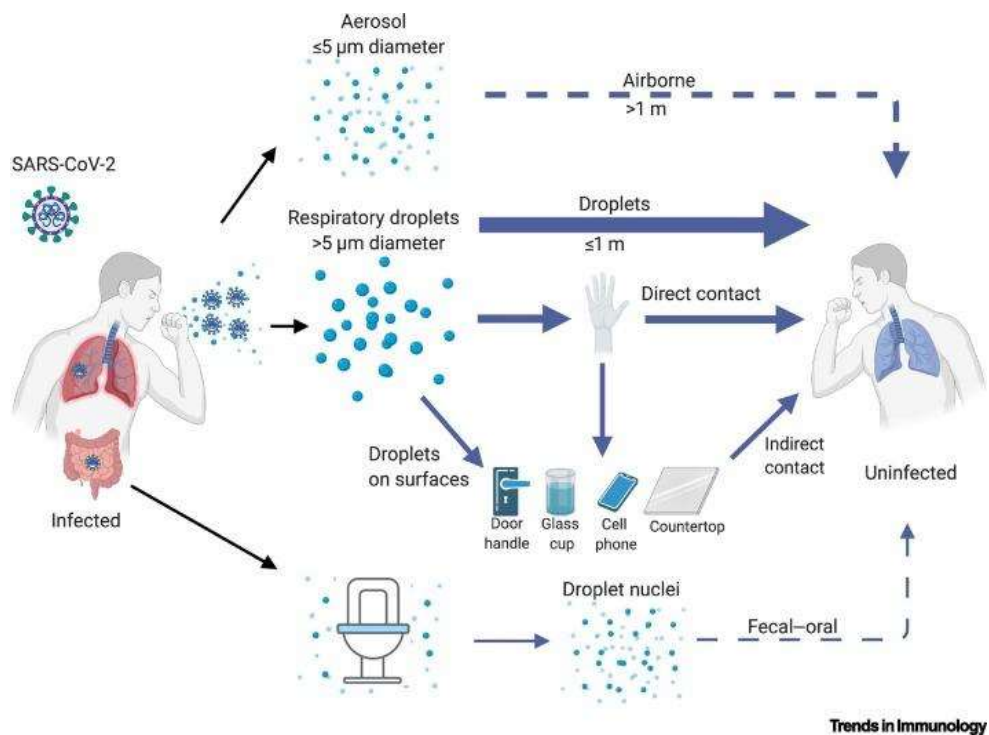 Aerosol
≤5 μm diameter
Airborne
>1 m
SARS-CoV-2
Respiratory droplets
>5 μm diameter
Droplets
≤1 m
Direct contact
Droplets
on surfaces
Indirect
contact
Door
handle
Glass
cup
Cell
phone
Countertop
Infected
Uninfected
Droplet nuclei
Fecal–oral
Trends in Immunology